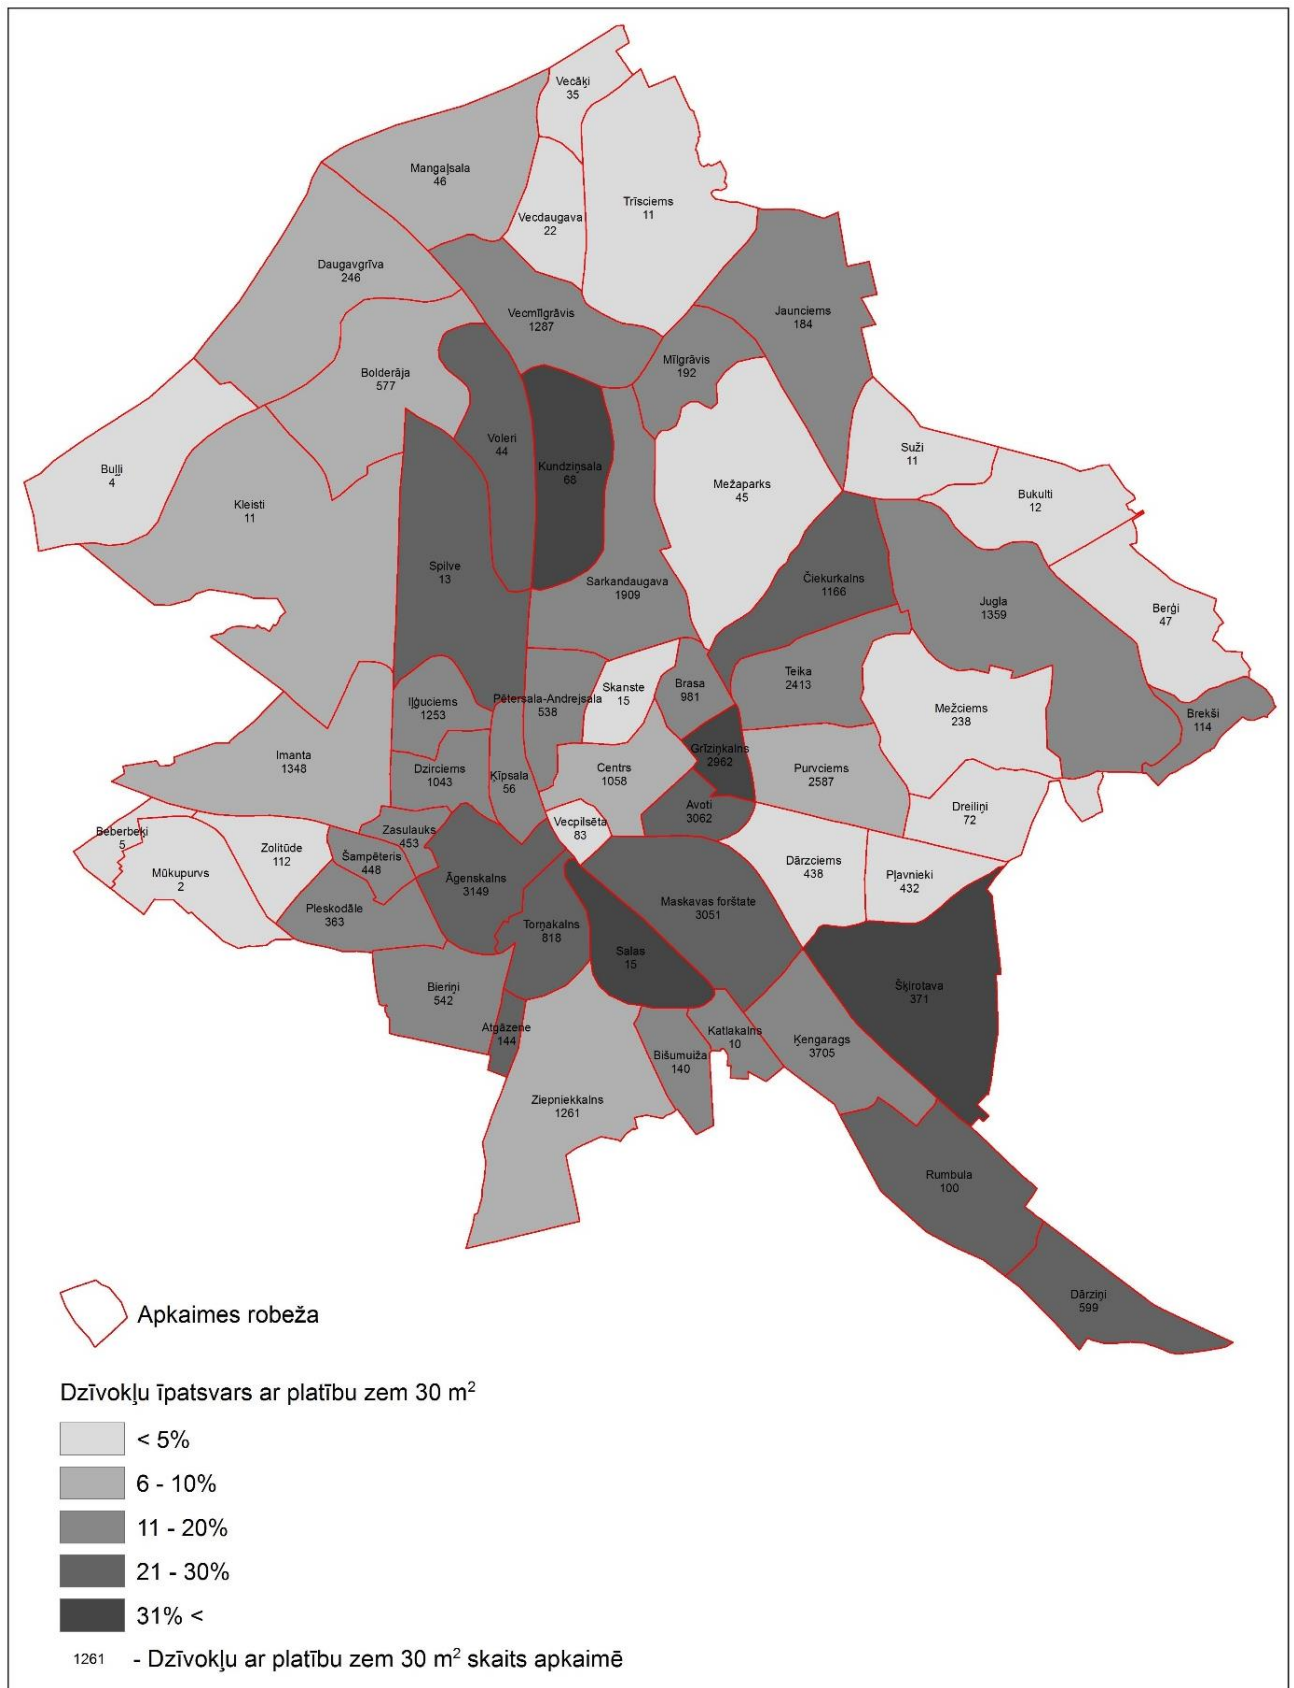 Vecāķi
35
Mangaļsala
46
Trīsciems
11
Vecdaugava
22
Daugavgrīva
246
Vecmīlgrāvis
1287
Jaunciems
184
Mīlgrāvis
192
Bolderāja
577
Voleri
44
Kundziņsala
68
Buļļi
4
Kleisti
11
Suži
11
Mežaparks
45
Bukulti
12
Spilve
13
Sarkandaugava
1909
Čiekurkalns
1166
Jugla
1359
Berģi
47
Teika
2413
Skanste
15
Brasa
981
Pētersala-Andrejsala
538
Iļģuciems
1253
Mežciems
238
Brekši
114
Grīziņkalns
2962
Imanta
1348
Dzirciems
1043
Ķīpsala
56
Centrs
1058
Purvciems
2587
Avoti
3062
Dreiliņi
72
Vecpilsēta
83
Beberbeķi
5
Zasulauks
453
Zolitūde
112
Šampēteris
448
Mūkupurvs
2
Āgenskalns
3149
Dārzciems
438
Pļavnieki
432
Maskavas forštate
3051
Pleskodāle
363
Torņakalns
818
Salas
15
Bieriņi
542
Šķirotava
371
Atgāzene
144
Bišumuiža
140
Katlakalns
10
Ķengarags
3705
Ziepniekkalns
1261
Rumbula
100
Dārziņi
599
Apkaimes robeža
Dzīvokļu īpatsvars ar platību zem 30 m²
< 5%
6 - 10%
11 - 20%
21 - 30%
31% <
1261 - Dzīvokļu ar platību zem 30 m² skaits apkaimē